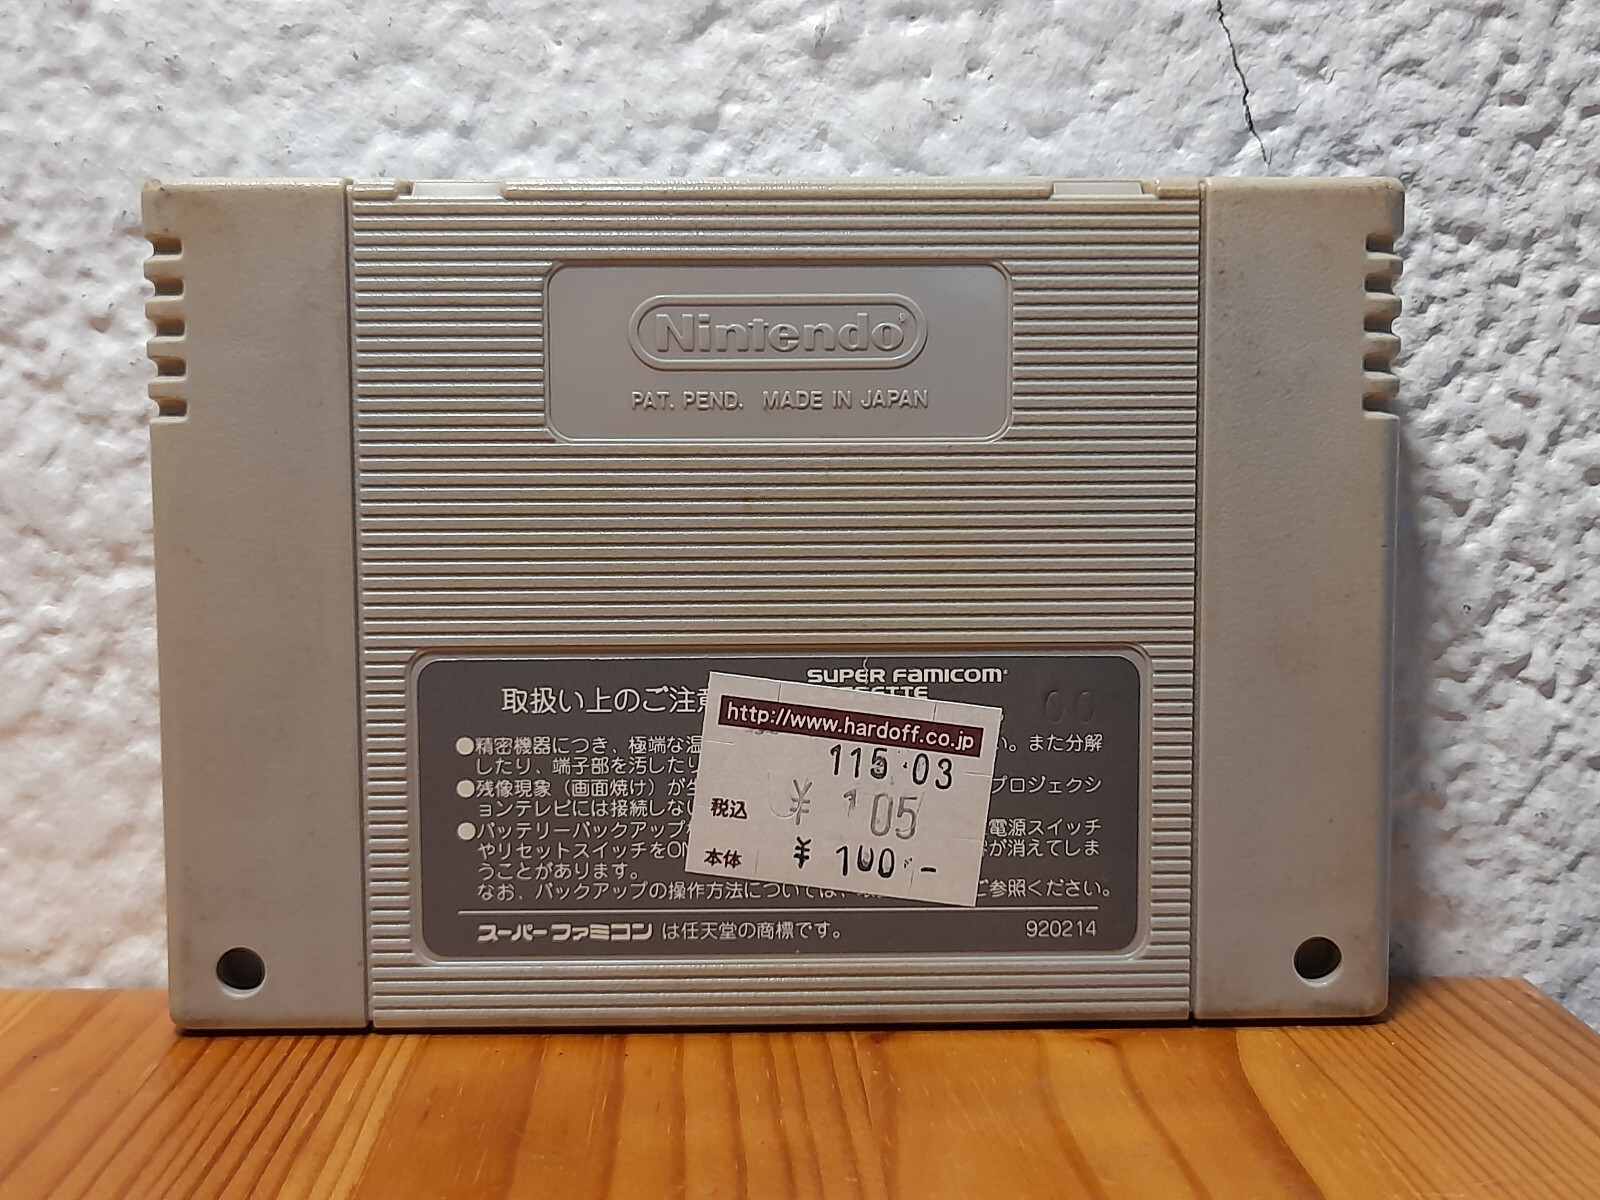 Nintendo®
PAT. PEND. MADE IN JAPAN
SUPER FAMICOM
取扱い上のご注意
00
●精密機器につき、極端な温
い。また分解
したり、端子部を汚したり
●残像現象（画面焼け）が
プロジェクシ
ョンテレビには接続しない
●バッテリーバックアップ
電源スイッチ
やリセットスイッチをON
が消えてしま
うことがあります。
なお、バックアップの操作方法については、
ご参照ください。
スーパーファミコン は任天堂の商標です。
920214
http://www.hardoff.co.jp
115.03
税込 ¥ 105
本体 ¥ 100 -